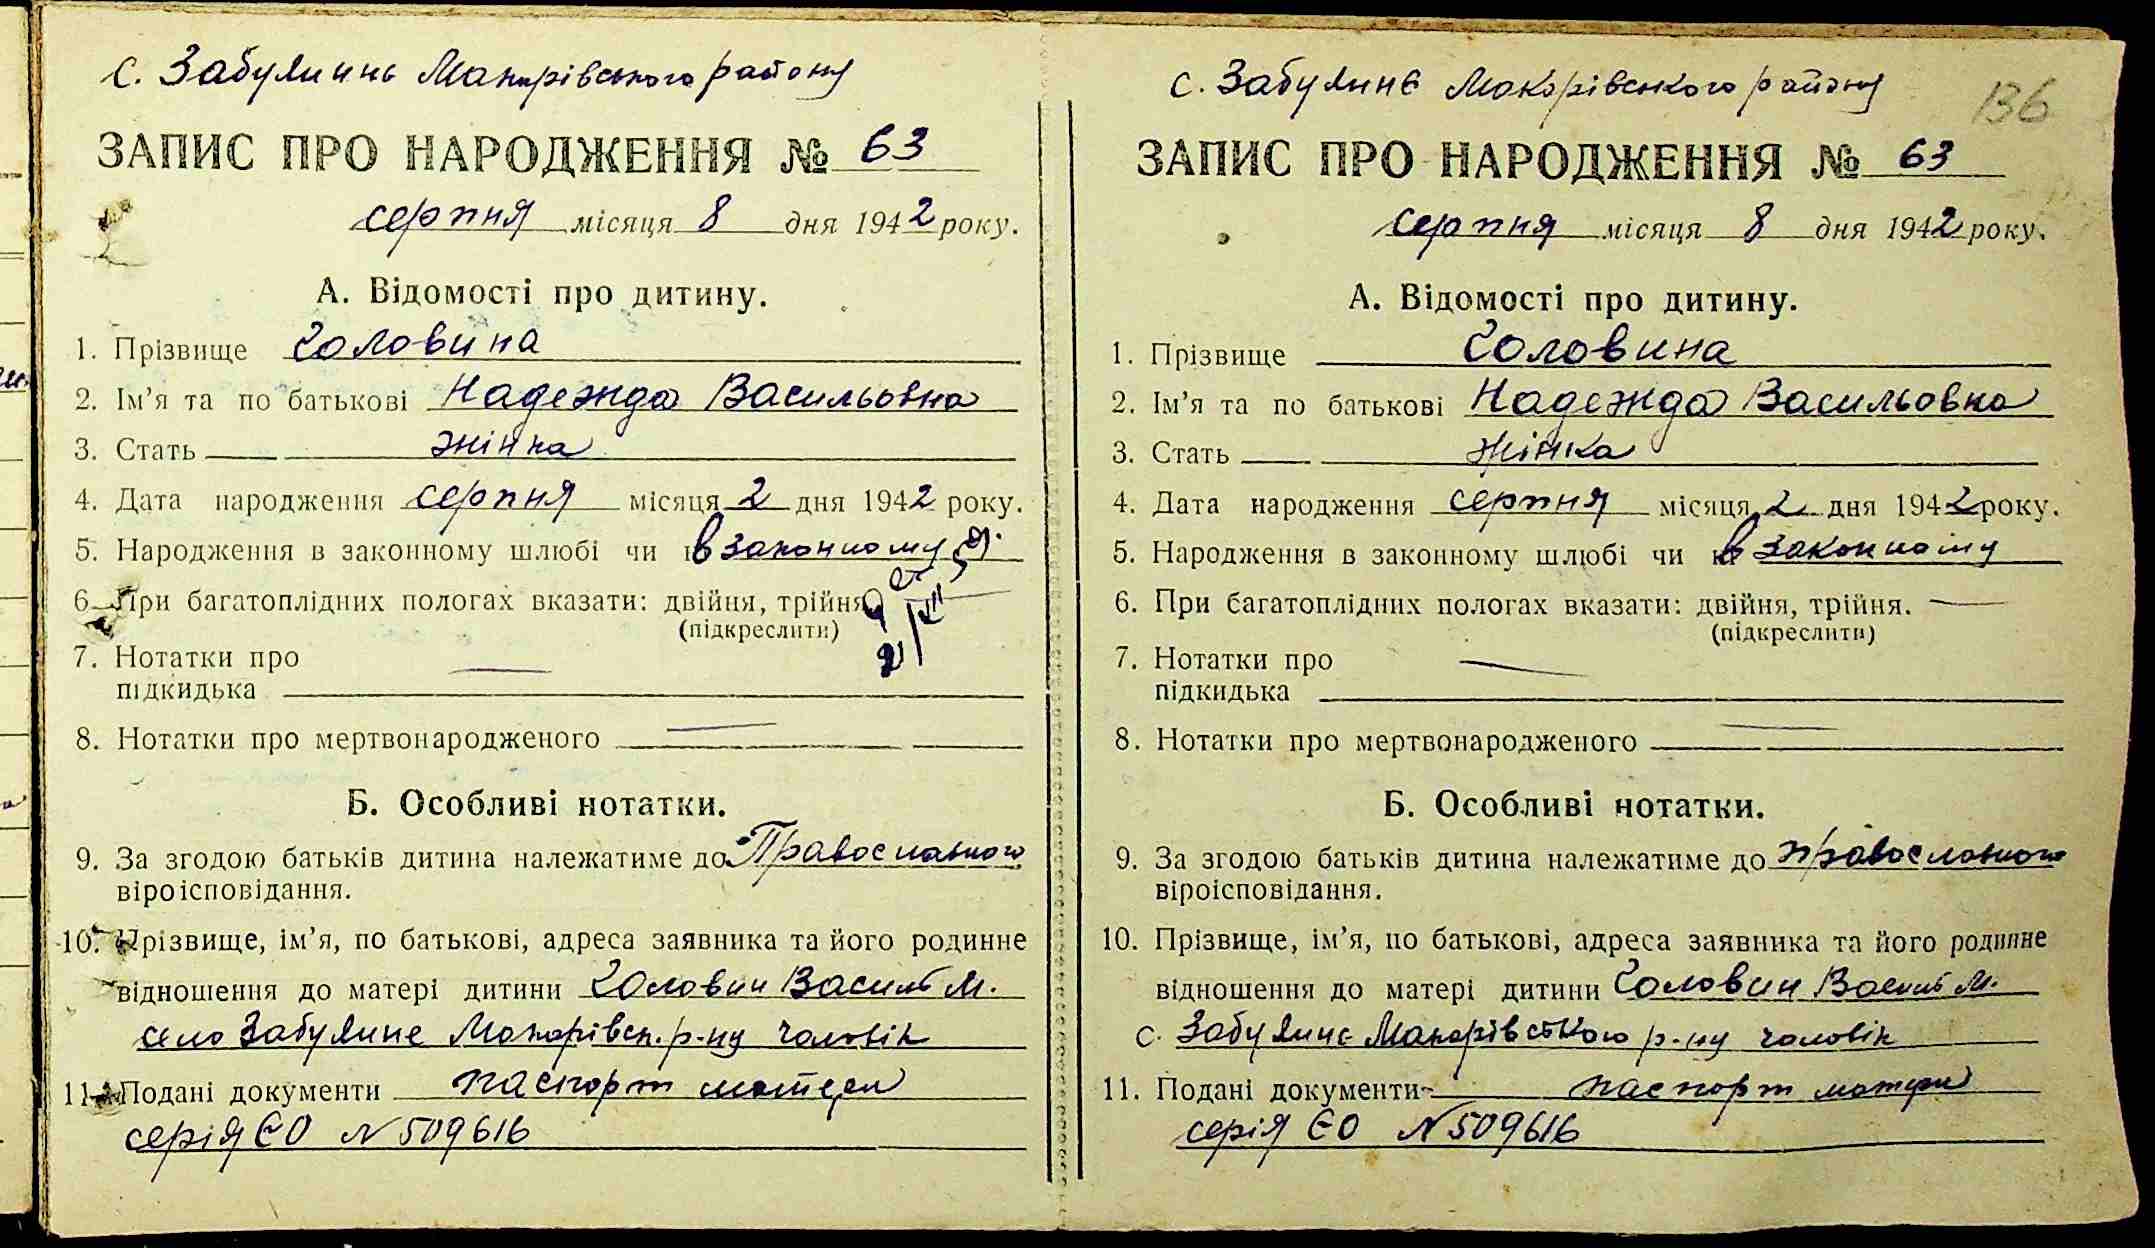 с. Забуяннь Макарівського району
ЗАПИС ПРО НАРОДЖЕННЯ № 63
серпня місяця 8 дня 1942 року.
А. Відомості про дитину.
1. Прізвище Головина
2. Ім’я та по батькові Надежда Васильовна
3. Стать жінка
4. Дата народження серпня місяця 2 дня 1942 року.
5. Народження в законному шлюбі чи в законному
6. При багатоплідних пологах вказати: двійня, трійня
(підкреслити)
7. Нотатки про —
підкидька
8. Нотатки про мертвонародженого —
Б. Особливі нотатки.
9. За згодою батьків дитина належатиме до Православного
віроісповідання.
10. Прізвище, ім’я, по батькові, адреса заявника та його родинне
відношення до матері дитини Головин Василь М.
село Забуяннє Макарівськ. р-ну чоловік
11. Подані документи паспорт матері
серія ЄО № 509616
с. Забуяннє Макарівського району
136
ЗАПИС ПРО НАРОДЖЕННЯ № 63
серпня місяця 8 дня 1942 року.
А. Відомості про дитину.
1. Прізвище Головина
2. Ім’я та по батькові Надежда Васильовна
3. Стать жінка
4. Дата народження серпня місяця 2 дня 1942 року.
5. Народження в законному шлюбі чи в законному
6. При багатоплідних пологах вказати: двійня, трійня. —
(підкреслити)
7. Нотатки про —
підкидька
8. Нотатки про мертвонародженого —
Б. Особливі нотатки.
9. За згодою батьків дитина належатиме до православного
віроісповідання.
10. Прізвище, ім’я, по батькові, адреса заявника та його родинне
відношення до матері дитини Головин Василь М.
с. Забуяннє Макарівського р-ну чоловік
11. Подані документи паспорт матери
серія ЄО № 509616